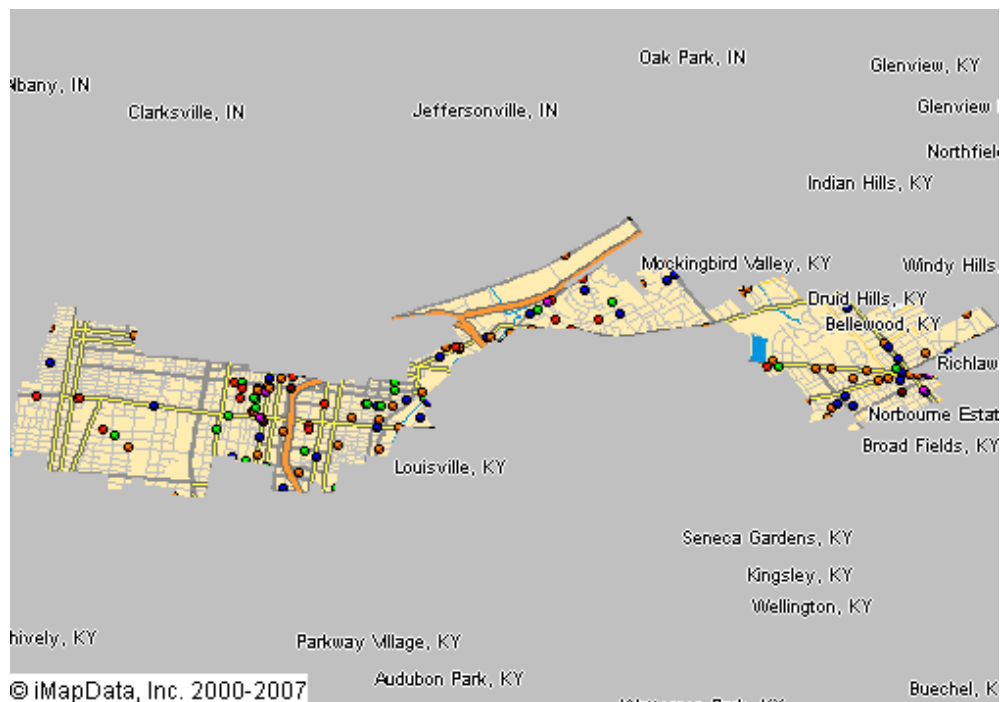 Oak Park, IN
Glenview, KY
Albany, IN
Clarksville, IN
Jeffersonville, IN
Glenview
Northfiel
Indian Hills, KY
Mockingbird Valley, KY
Windy Hills
Druid Hills, KY
Bellewood, KY
Richlaw
Norbourne Estat
Broad Fields, KY
Louisville, KY
Seneca Gardens, KY
Kingsley, KY
Wellington, KY
hively, KY
Parkway Village, KY
Audubon Park, KY
Buechel, K
© iMapData, Inc. 2000-2007